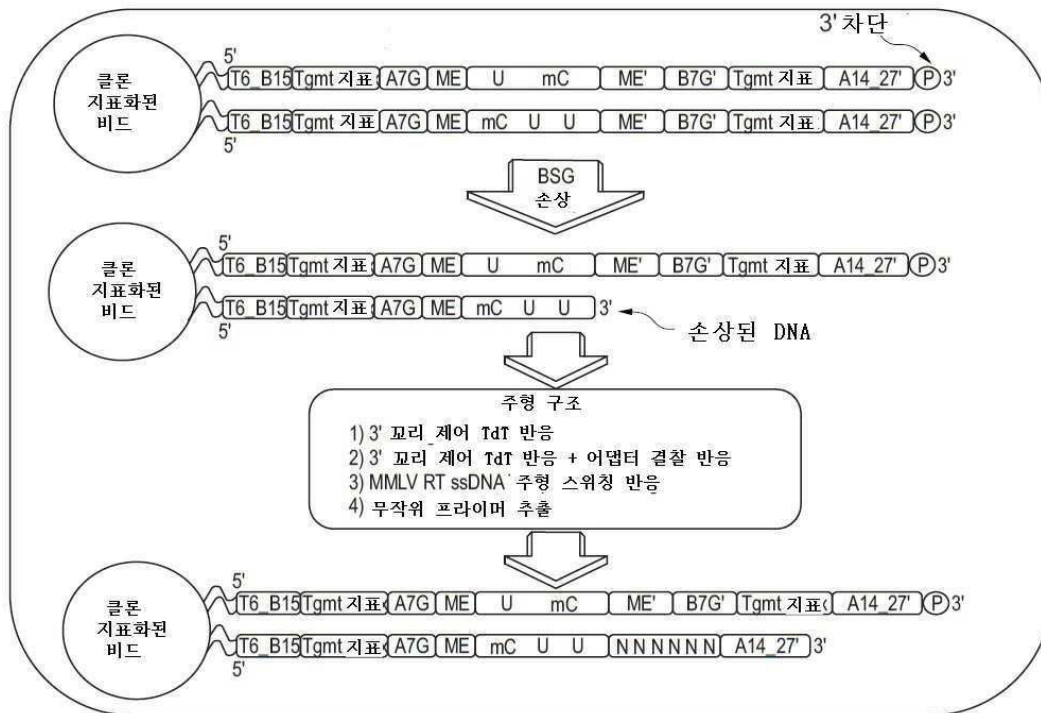 3'차단
클론
지표화된
비드
5'
T6_B15 Tgmt 지표 A7G ME U mC ME' B7G' Tgmt 지표 A14_27' P 3'
T6_B15 Tgmt 지표 A7G ME mC U U ME' B7G' Tgmt 지표 A14_27' P 3'
5'
BSG
손상
클론
지표화된
비드
5'
T6_B15 Tgmt 지표 A7G ME U mC ME' B7G' Tgmt 지표 A14_27' P 3'
T6_B15 Tgmt 지표 A7G ME mC U U 3'
5'
손상된 DNA
주형 구조
1) 3' 꼬리 제어 TdT 반응
2) 3' 꼬리 제어 TdT 반응 + 어댑터 결찰 반응
3) MMLV RT ssDNA 주형 스위칭 반응
4) 무작위 프라이머 추출
클론
지표화된
비드
5'
T6_B15 Tgmt 지표 A7G ME U mC ME' B7G' Tgmt 지표 A14_27' P 3'
T6_B15 Tgmt 지표 A7G ME mC U U N N N N N N A14_27' 3'
5'